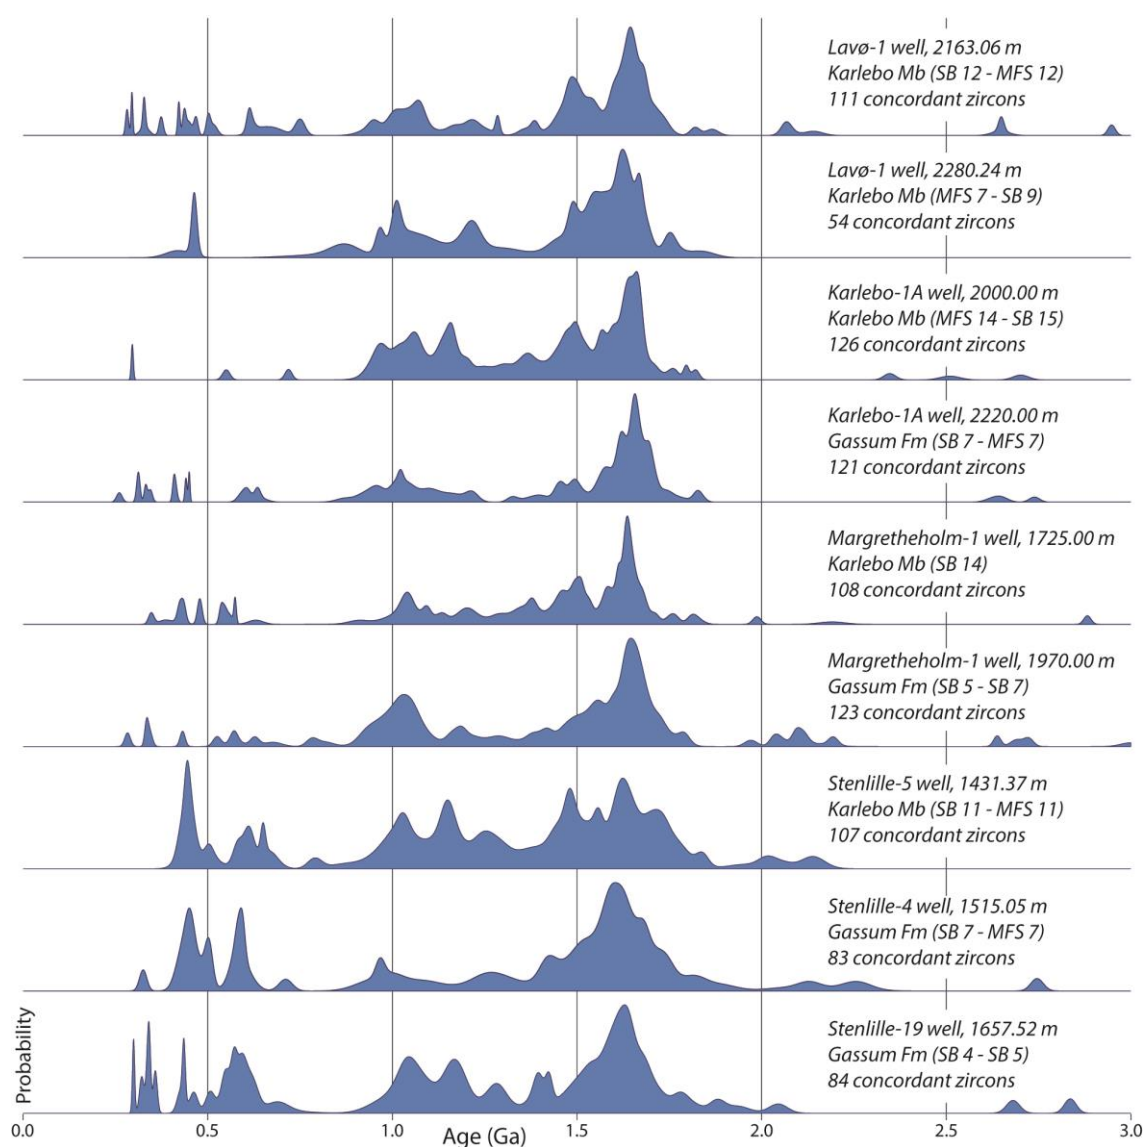 Lavø-1 well, 2163.06 m
Karlebo Mb (SB 12 - MFS 12)
111 concordant zircons
Lavø-1 well, 2280.24 m
Karlebo Mb (MFS 7 - SB 9)
54 concordant zircons
Karlebo-1A well, 2000.00 m
Karlebo Mb (MFS 14 - SB 15)
126 concordant zircons
Karlebo-1A well, 2220.00 m
Gassum Fm (SB 7 - MFS 7)
121 concordant zircons
Margretheholm-1 well, 1725.00 m
Karlebo Mb (SB 14)
108 concordant zircons
Margretheholm-1 well, 1970.00 m
Gassum Fm (SB 5 - SB 7)
123 concordant zircons
Stenlille-5 well, 1431.37 m
Karlebo Mb (SB 11 - MFS 11)
107 concordant zircons
Stenlille-4 well, 1515.05 m
Gassum Fm (SB 7 - MFS 7)
83 concordant zircons
Stenlille-19 well, 1657.52 m
Gassum Fm (SB 4 - SB 5)
84 concordant zircons
Probability
0.0 0.5 1.0 1.5 2.0 2.5 3.0
Age (Ga)